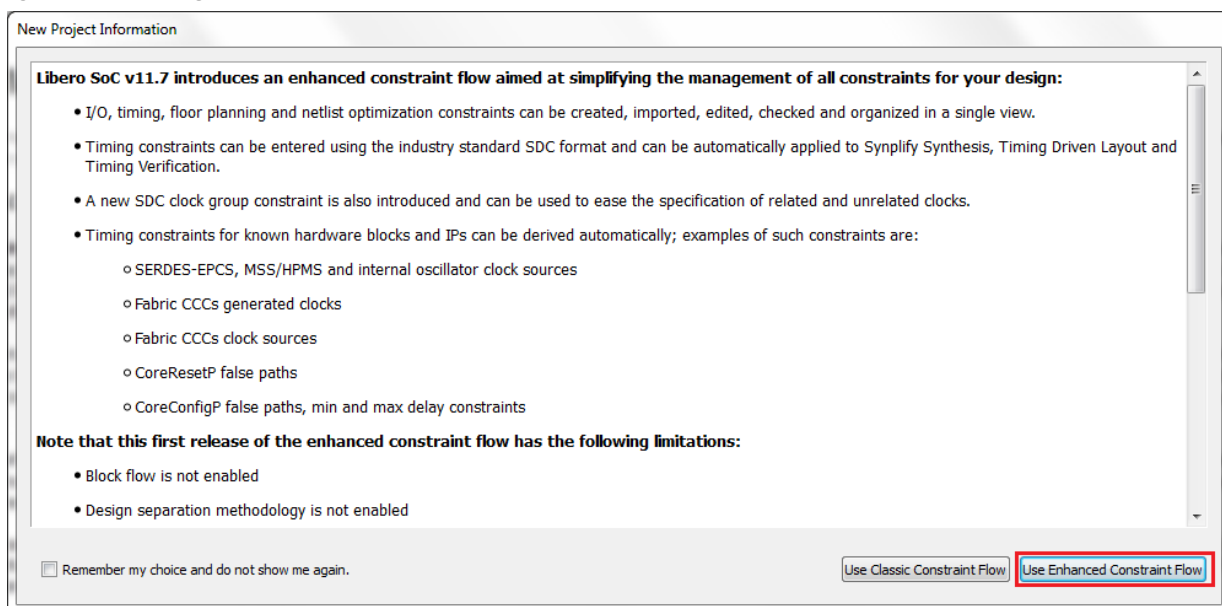 New Project Information
Libero SoC v11.7 introduces an enhanced constraint flow aimed at simplifying the management of all constraints for your design:
• I/O, timing, floor planning and netlist optimization constraints can be created, imported, edited, checked and organized in a single view.
• Timing constraints can be entered using the industry standard SDC format and can be automatically applied to Synplify Synthesis, Timing Driven Layout and
Timing Verification.
• A new SDC clock group constraint is also introduced and can be used to ease the specification of related and unrelated clocks.
• Timing constraints for known hardware blocks and IPs can be derived automatically; examples of such constraints are:
○ SERDES-EPCS, MSS/HPMS and internal oscillator clock sources
○ Fabric CCCs generated clocks
○ Fabric CCCs clock sources
○ CoreResetP false paths
○ CoreConfigP false paths, min and max delay constraints
Note that this first release of the enhanced constraint flow has the following limitations:
• Block flow is not enabled
• Design separation methodology is not enabled
Remember my choice and do not show me again.
Use Classic Constraint Flow
Use Enhanced Constraint Flow